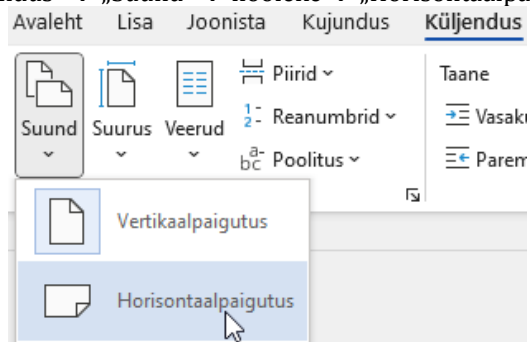 Avaleht Lisa Joonista Kujundus Küljendus
Piirid
Taane
Reanumbrid
Suund Suurus Veerud
Poolitus
Vertikaalpaigutus
Horisontaalpaigutus